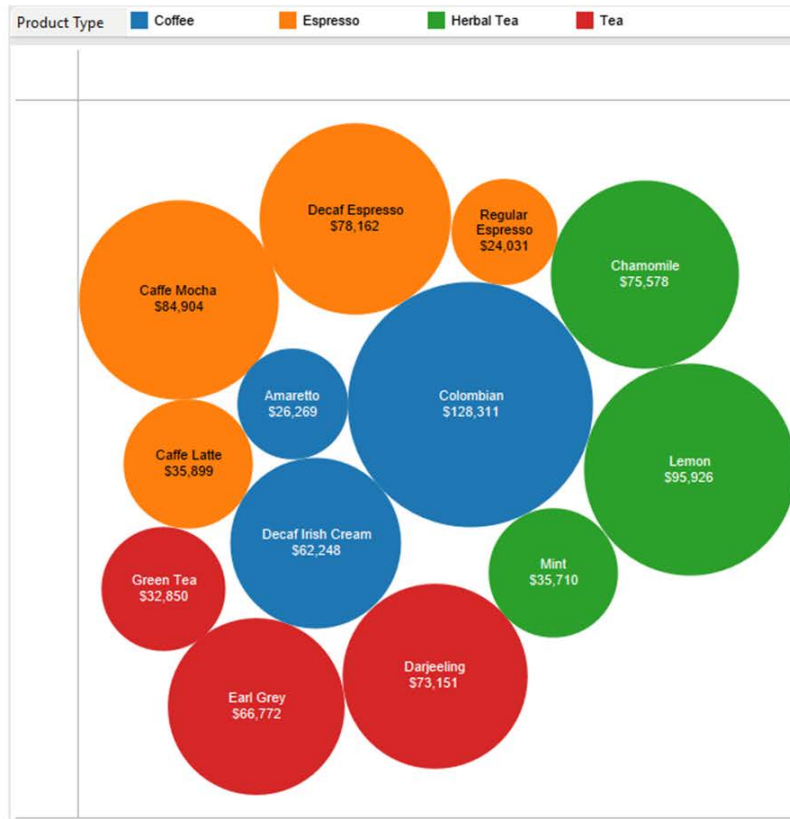 Product Type Coffee Espresso Herbal Tea Tea
Decaf Espresso
$78,162
Regular
Espresso
$24,031
Chamomile
$75,578
Caffe Mocha
$84,904
Amaretto
$26,269
Colombian
$128,311
Caffe Latte
$35,899
Lemon
$95,926
Decaf Irish Cream
$62,248
Mint
$35,710
Green Tea
$32,850
Darjeeling
$73,151
Earl Grey
$66,772